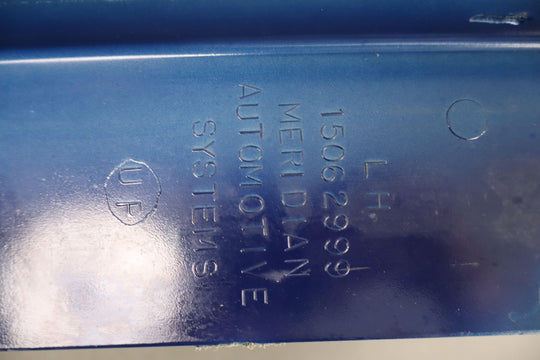 LH
15062999
MERIDIAN
AUTOMOTIVE
SYSTEMS
UP